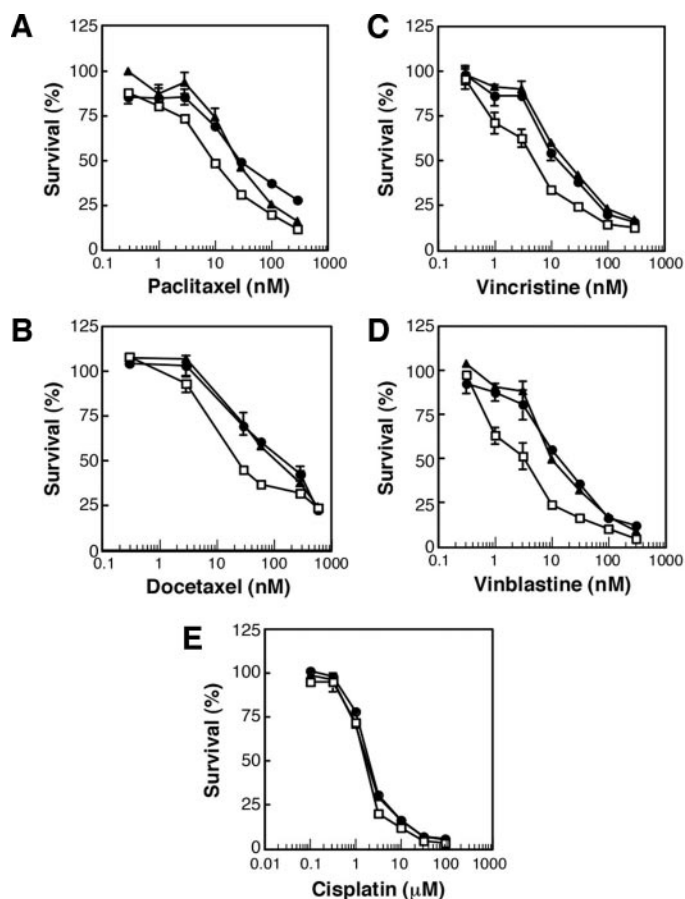 A
125
100
75
50
25
0
Survival (%)
0.1 1 10 100 1000
Paclitaxel (nM)
C
125
100
75
50
25
0
Survival (%)
0.1 1 10 100 1000
Vincristine (nM)
B
125
100
75
50
25
0
Survival (%)
0.1 1 10 100 1000
Docetaxel (nM)
D
125
100
75
50
25
0
Survival (%)
0.1 1 10 100 1000
Vinblastine (nM)
E
125
100
75
50
25
0
Survival (%)
0.01 0.1 1 10 100 1000
Cisplatin (μM)